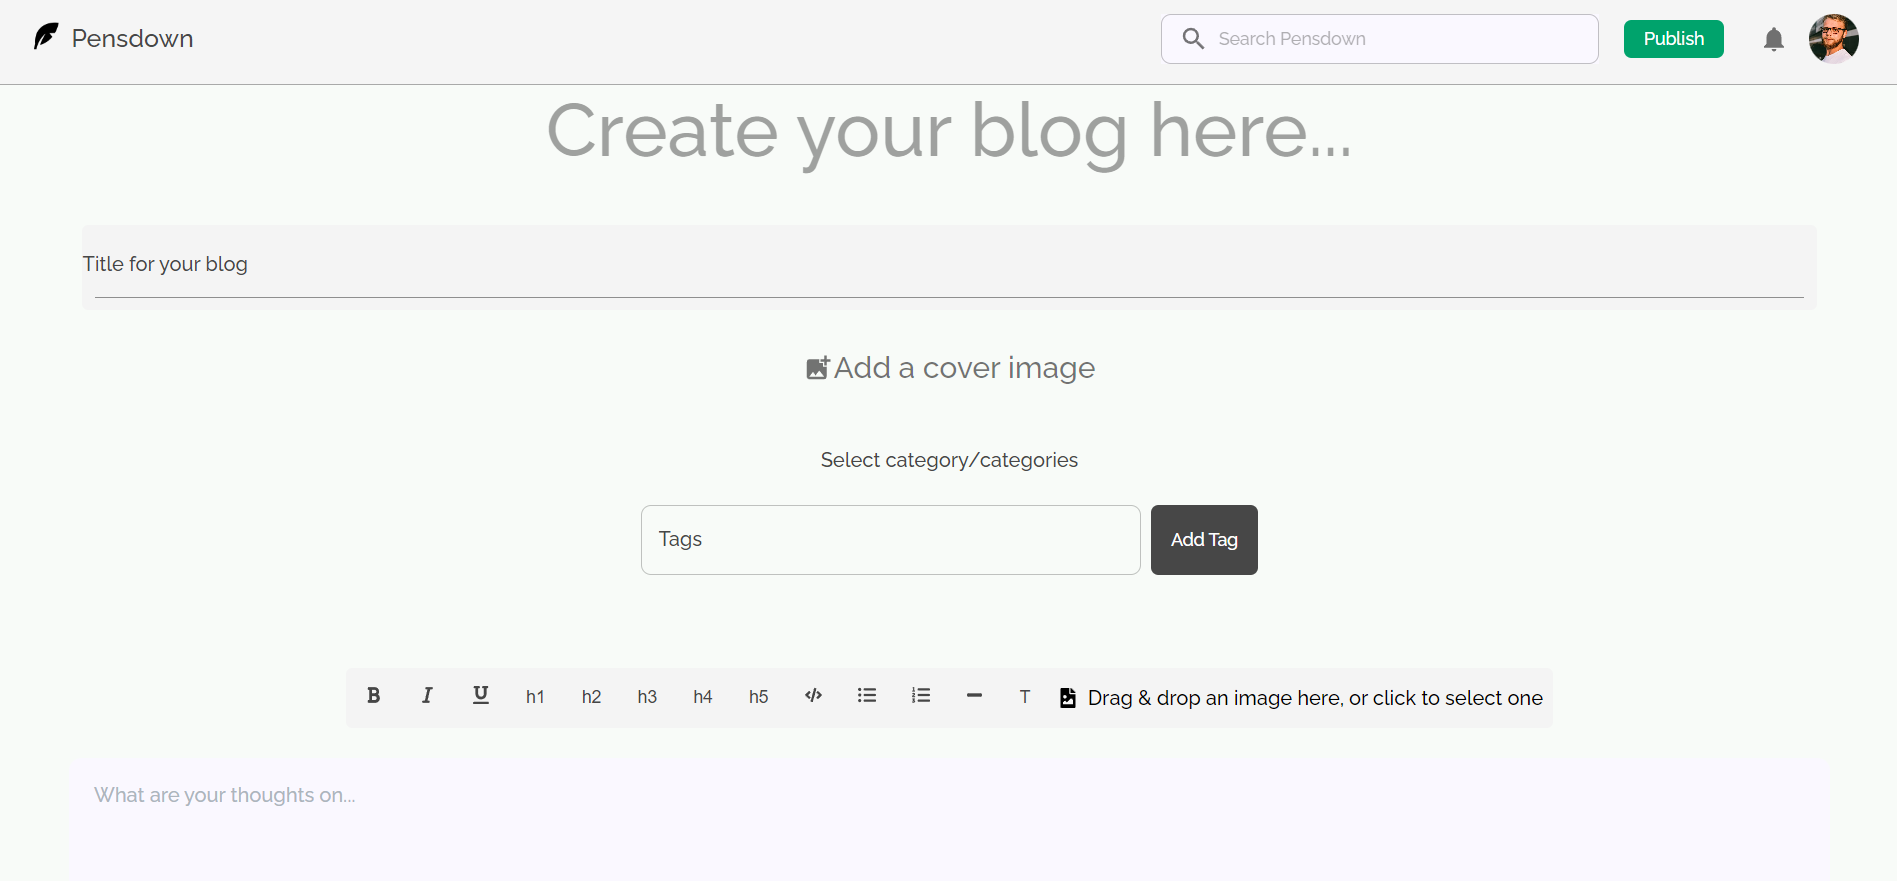 Pensdown
Search Pensdown
Publish
Create your blog here...
Title for your blog
Add a cover image
Select category/categories
Tags
Add Tag
B I U h1 h2 h3 h4 h5 </> T Drag & drop an image here, or click to select one
What are your thoughts on...